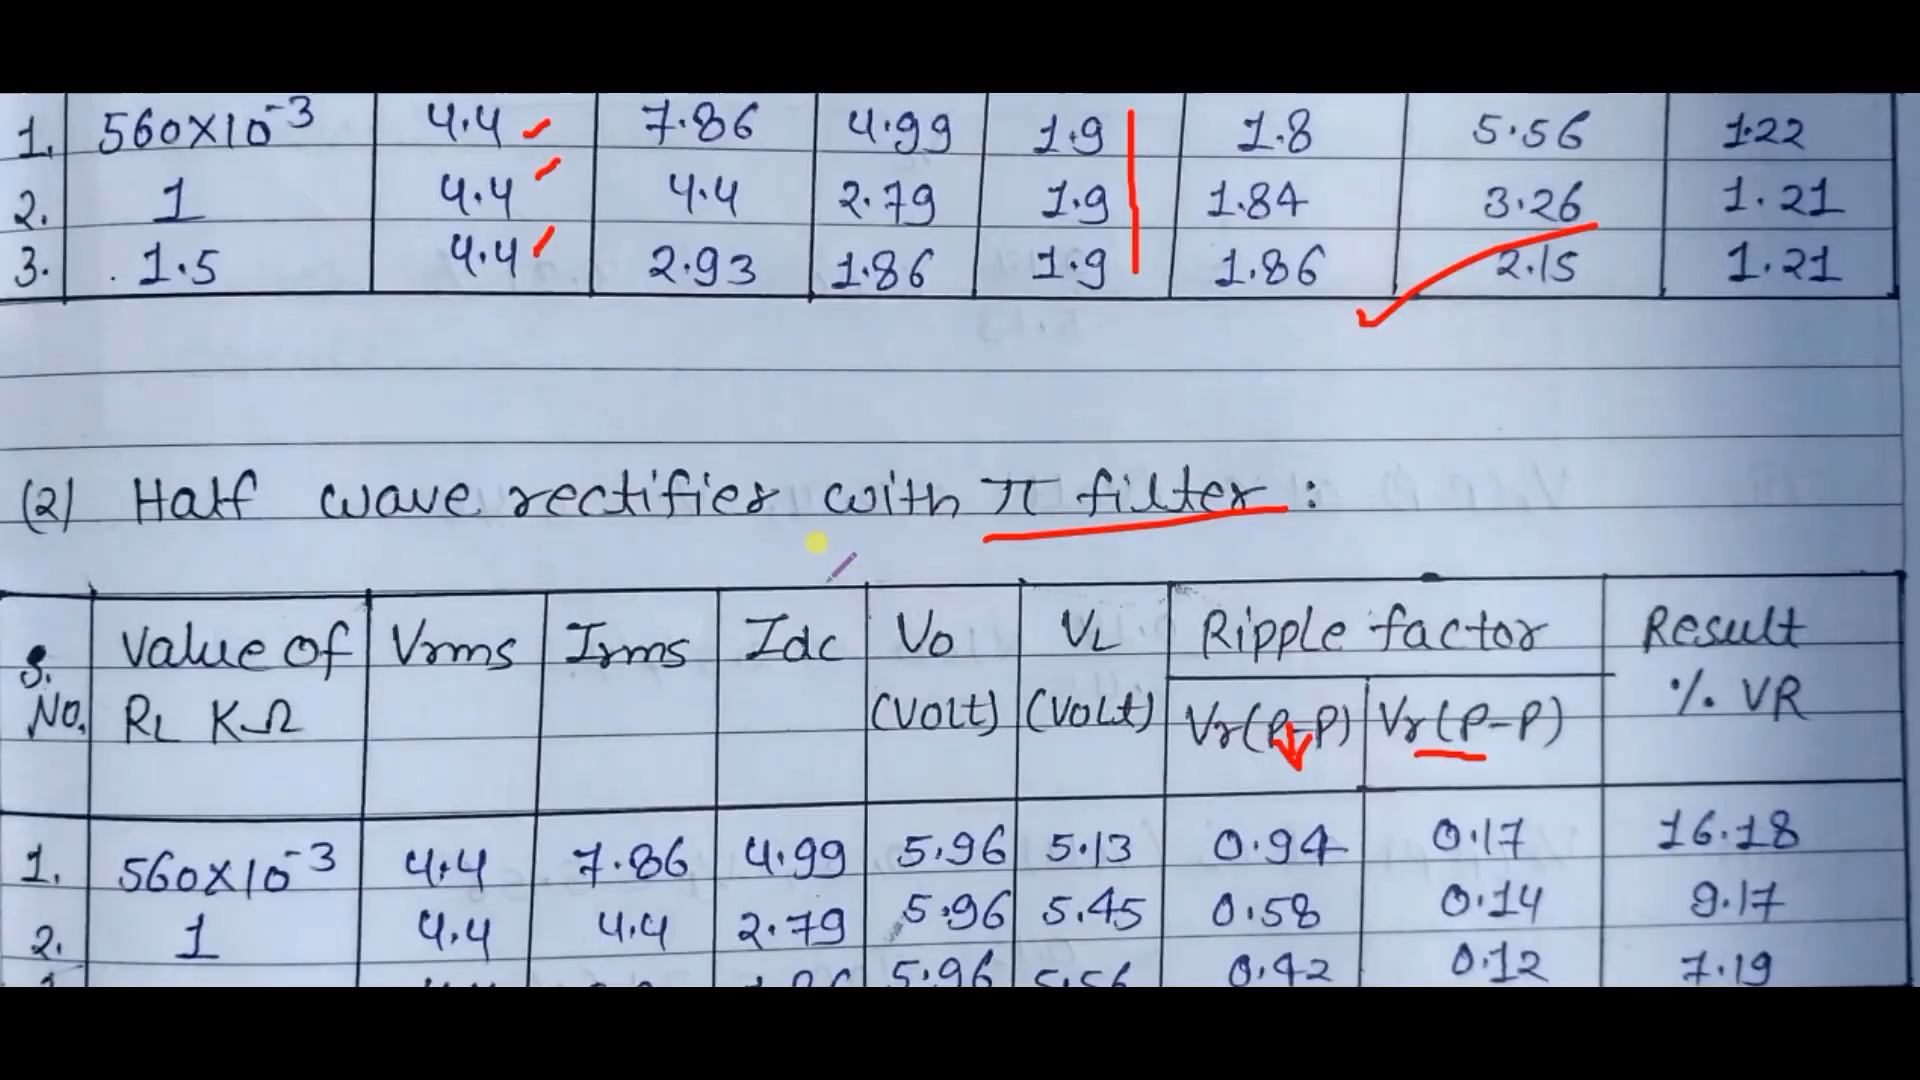 1. 560×10⁻³ 4.4 7.86 4.99 1.9 1.8 5.56 1.22
2. 1 4.4 4.4 2.79 1.9 1.84 3.26 1.21
3. 1.5 4.4 2.93 1.86 1.9 1.86 2.15 1.21
(2) Half wave rectifier with π filter :
S. No. Value of RL KΩ Vrms Irms Idc Vo (Volt) VL (Volt) Ripple factor Result % VR
Vr(P-P) Vr(P-P)
1. 560×10⁻³ 4.4 7.86 4.99 5.96 5.13 0.94 0.17 16.18
2. 1 4.4 4.4 2.79 5.96 5.45 0.58 0.14 9.17
5.96 5.56 0.42 0.12 7.19